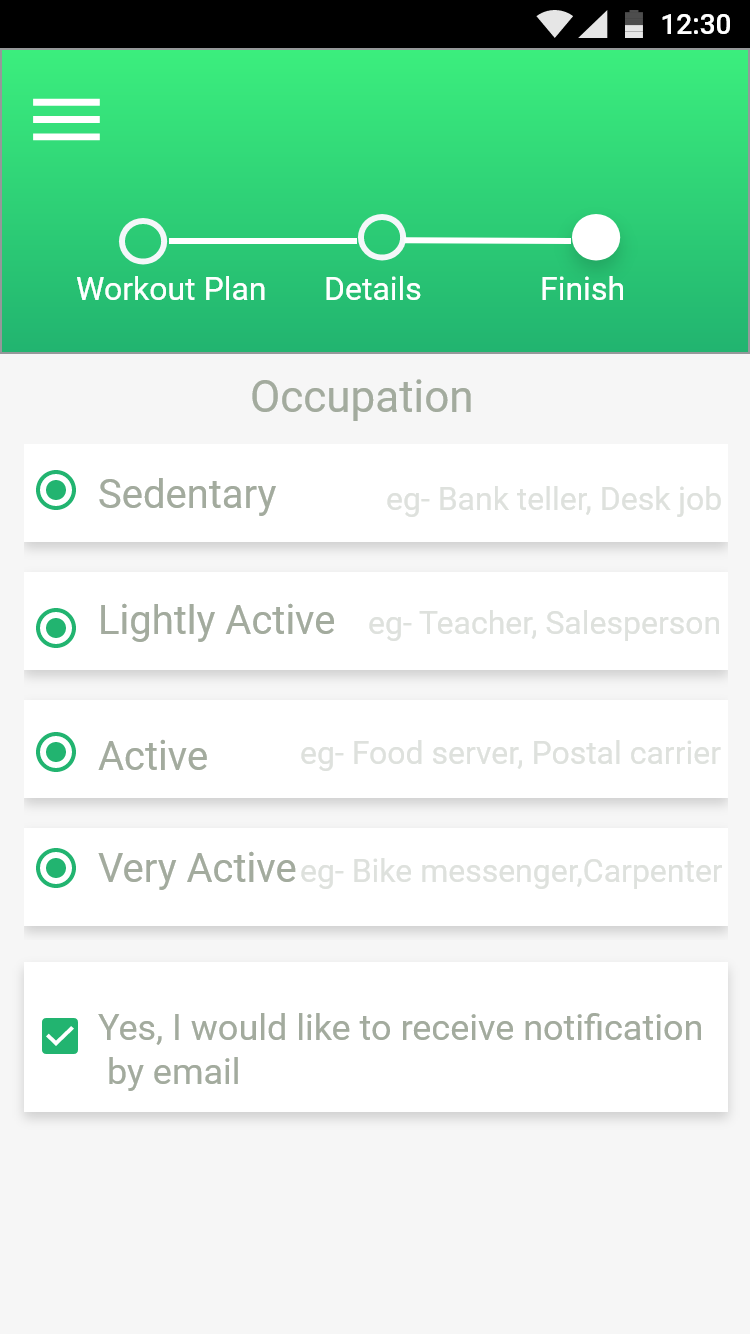 12:30
Workout Plan Details Finish
Occupation
Sedentary eg- Bank teller, Desk job
Lightly Active eg- Teacher, Salesperson
Active eg- Food server, Postal carrier
Very Active eg- Bike messenger,Carpenter
Yes, I would like to receive notification
by email